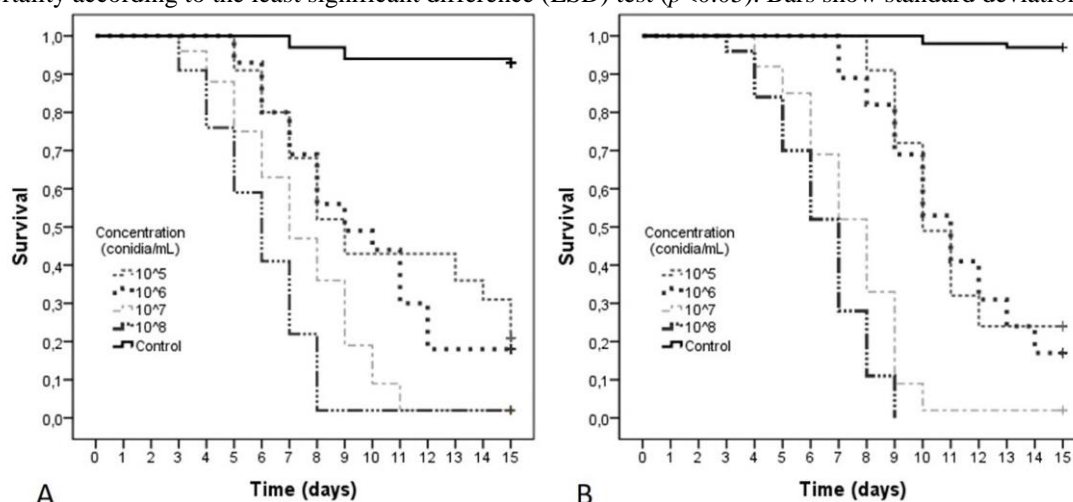 according to the least significant difference (LSD) test (p <0.05). Bars show standard deviation
1,0
0,9
0,8
0,7
0,6
0,5
0,4
0,3
0,2
0,1
0,0
Survival
Concentration
(conidia/mL)
10^5
10^6
10^7
10^8
Control
0 1 2 3 4 5 6 7 8 9 10 11 12 13 14 15
Time (days)
A
1,0
0,9
0,8
0,7
0,6
0,5
0,4
0,3
0,2
0,1
0,0
Survival
Concentration
(conidia/mL)
10^5
10^6
10^7
10^8
Control
0 1 2 3 4 5 6 7 8 9 10 11 12 13 14 15
Time (days)
B